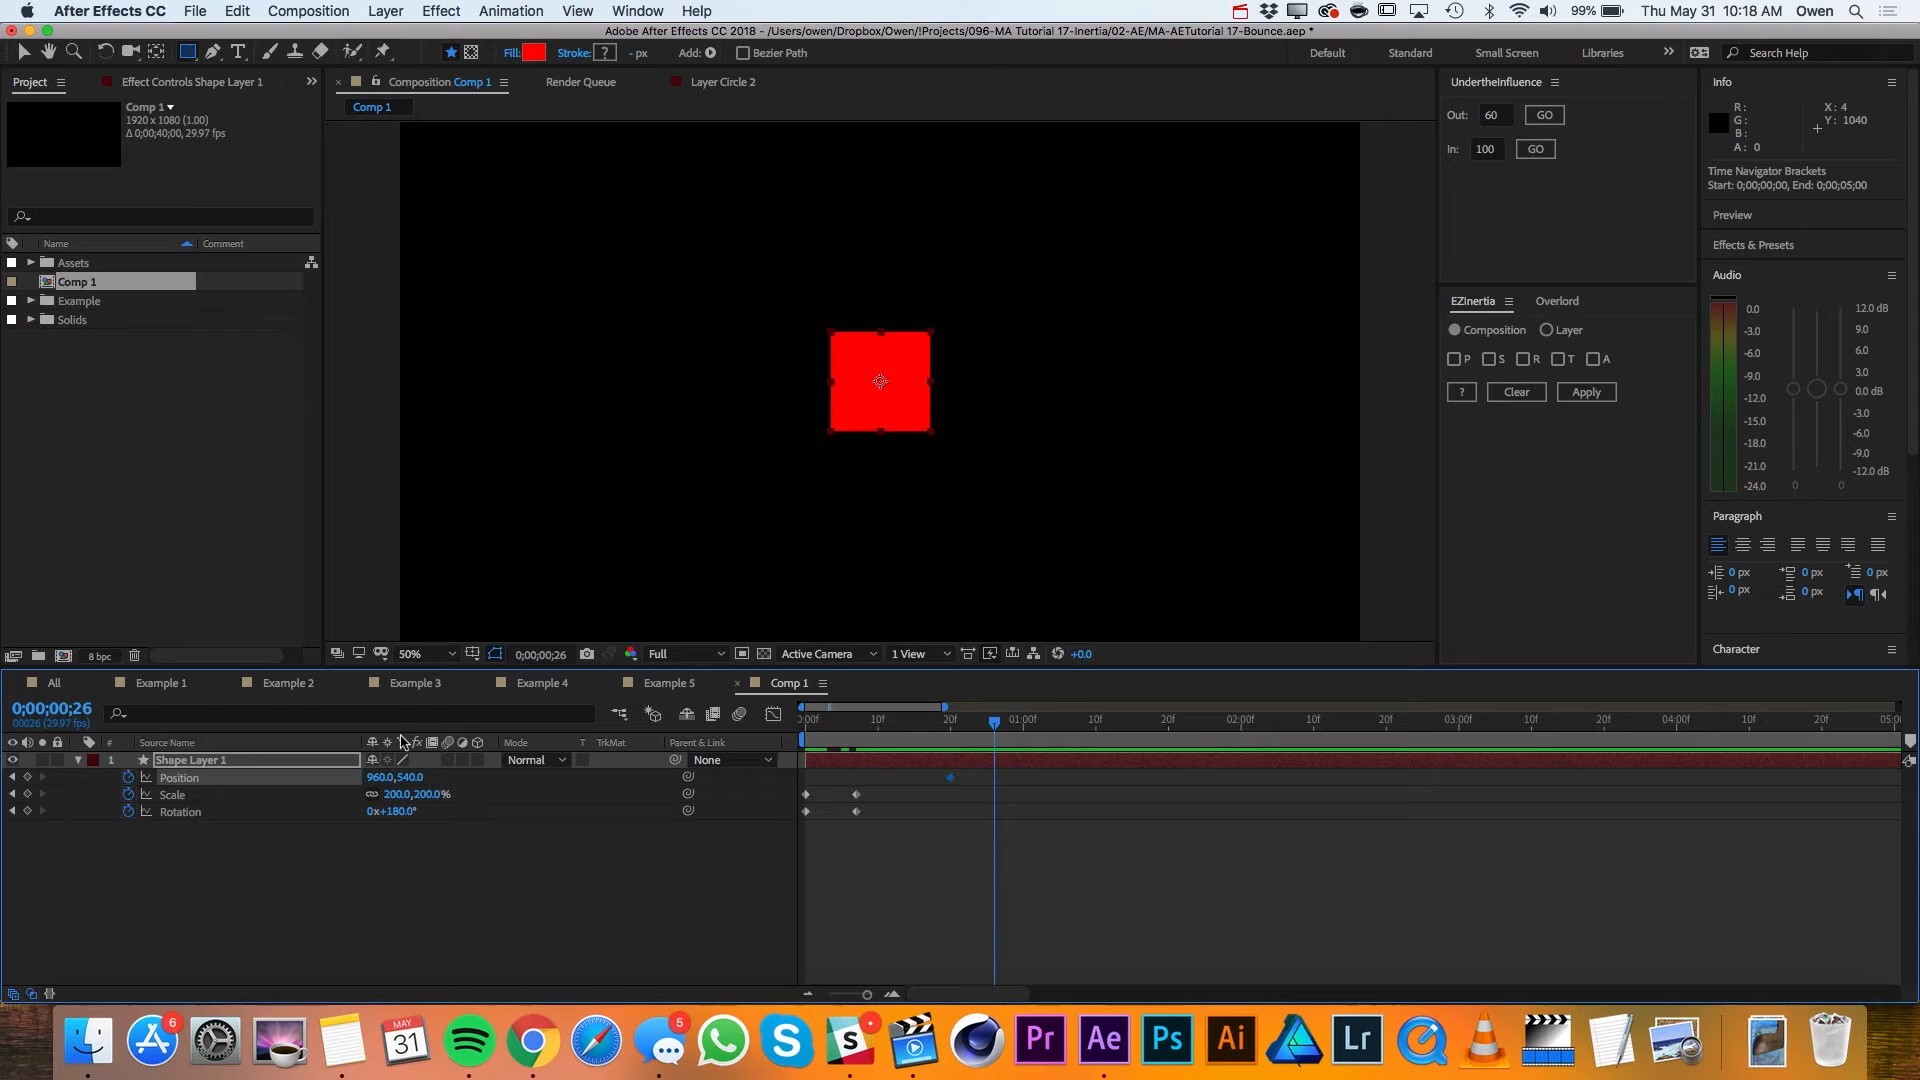 After Effects CC File Edit Composition Layer Effect Animation View Window Help 99% Thu May 31 10:18 AM Owen
Adobe After Effects CC 2018 - /Users/owen/Dropbox/Owen/!Projects/096-MA Tutorial 17-Inertia/02-AE/MA-AETutorial 17-Bounce.aep *
T Fill: Stroke: ? - px Add: Bezier Path Default Standard Small Screen Libraries Search Help
Project Effect Controls Shape Layer 1
Comp 1
1920 x 1080 (1.00)
Δ 0;00;40;00, 29.97 fps
Name Comment
Assets
Comp 1
Example
Solids
8 bpc
Composition Comp 1 Render Queue Layer Circle 2
Comp 1
50% 0;00;00;26 Full Active Camera 1 View +0.0
UndertheInfluence
Out: 60 GO
In: 100 GO
EZInertia Overlord
Composition Layer
P S R T A
? Clear Apply
Info
R: X: 4
G: Y: 1040
B:
A: 0
Time Navigator Brackets
Start: 0;00;00;00, End: 0;00;05;00
Preview
Effects & Presets
Audio
0.0 12.0 dB
-3.0 9.0
-6.0 6.0
-9.0 3.0
-12.0 0.0 dB
-15.0 -3.0
-18.0 -6.0
-21.0 -9.0
-24.0 0 0 -12.0 dB
Paragraph
0 px 0 px 0 px
0 px 0 px
Character
All Example 1 Example 2 Example 3 Example 4 Example 5 Comp 1
0;00;00;26
00026 (29.97 fps)
:00f 10f 20f 01:00f 10f 20f 02:00f 10f 20f 03:00f 10f 20f 04:00f 10f 20f 05:0
# Source Name fx Mode T TrkMat Parent & Link
1 Shape Layer 1 Normal None
Position 960.0,540.0
Scale 200.0,200.0%
Rotation 0x+180.0°
6 MAY 31 5 S S Pr Ae Ps Ai Lr